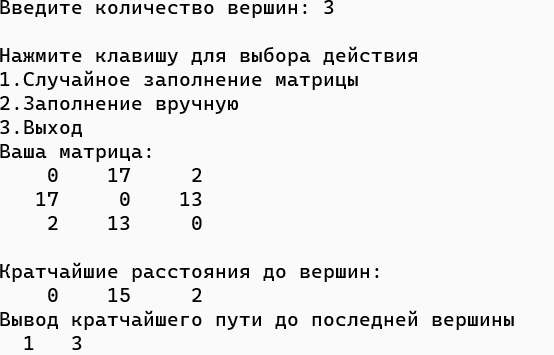 Введите количество вершин: 3
Нажмите клавишу для выбора действия
1.Случайное заполнение матрицы
2.Заполнение вручную
3.Выход
Ваша матрица:
0 17 2
17 0 13
2 13 0
Кратчайшие расстояния до вершин:
0 15 2
Вывод кратчайшего пути до последней вершины
1 3